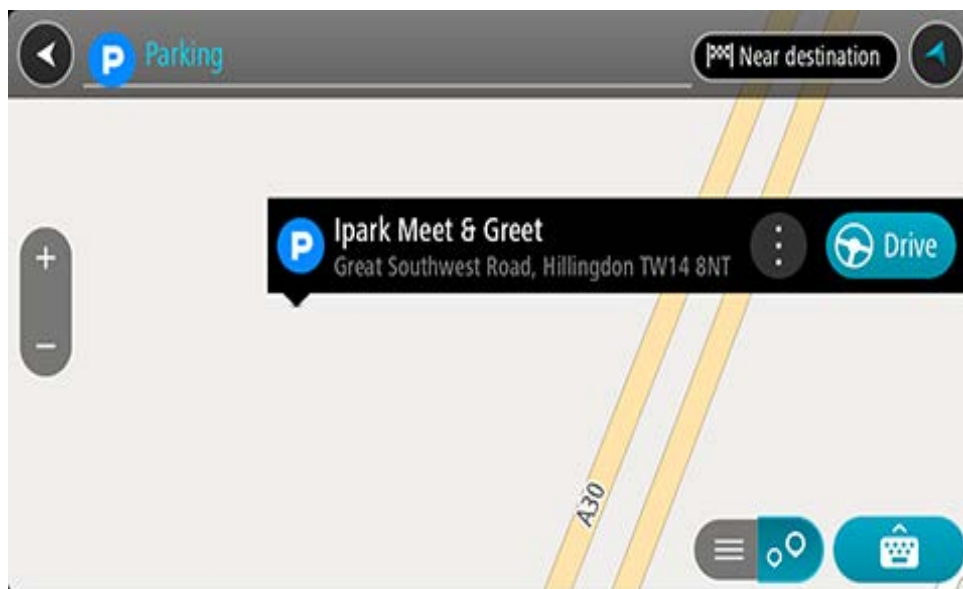 P Parking
Near destination
P Ipark Meet & Greet
Great Southwest Road, Hillingdon TW14 8NT
Drive
+
−
A30